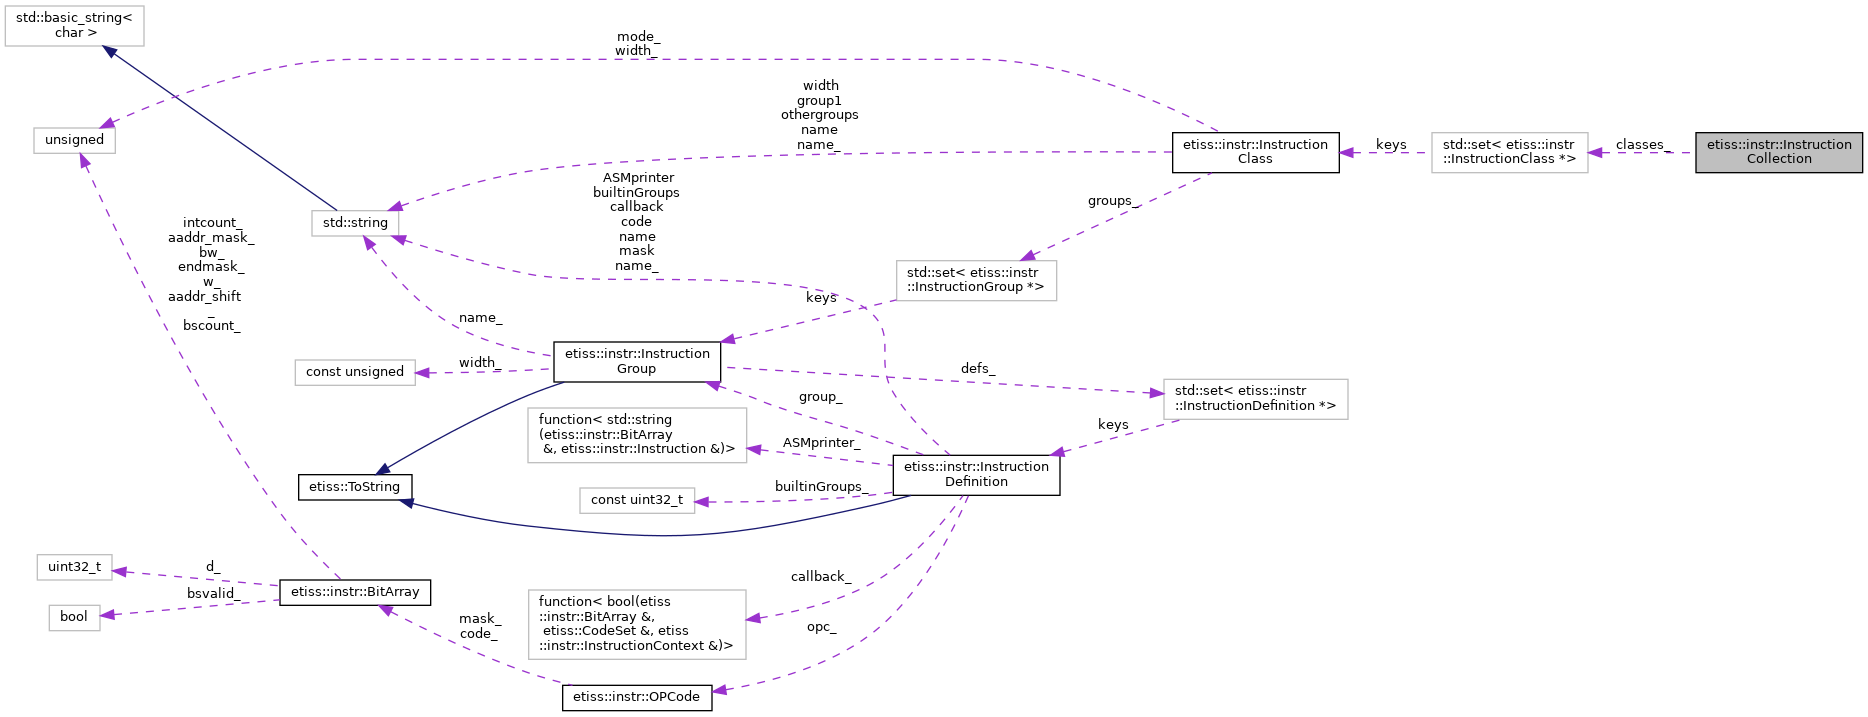 std::basic_string<
char >
mode_
width_
unsigned
width
group1
othergroups
name
name_
etiss::instr::Instruction
Class
keys
std::set< etiss::instr
::InstructionClass *>
classes_
etiss::instr::Instruction
Collection
std::string
ASMprinter
builtinGroups
callback
code
name
mask
name_
groups_
intcount_
aaddr_mask_
bw_
endmask_
w_
aaddr_shift
_
bscount_
std::set< etiss::instr
::InstructionGroup *>
keys
name_
const unsigned
width_
etiss::instr::Instruction
Group
defs_
std::set< etiss::instr
::InstructionDefinition *>
group_
function< std::string
(etiss::instr::BitArray
&, etiss::instr::Instruction &)>
ASMprinter_
keys
etiss::instr::Instruction
Definition
etiss::ToString
const uint32_t
builtinGroups_
uint32_t
d_
etiss::instr::BitArray
bool
bsvalid_
function< bool(etiss
::instr::BitArray &,
etiss::CodeSet &, etiss
::instr::InstructionContext &)>
callback_
opc_
mask_
code_
etiss::instr::OPCode